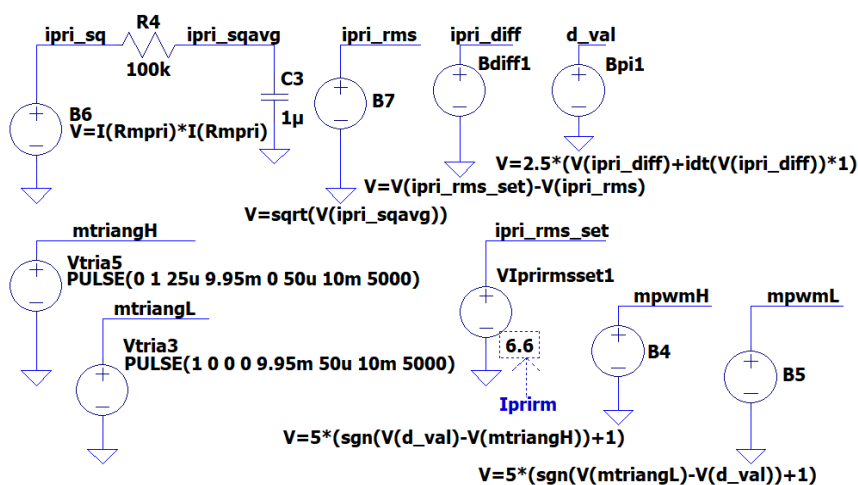 ipri_sq
R4
100k
ipri_sqavg
C3
1µ
B6
V=I(Rmpri)*I(Rmpri)
ipri_rms
B7
V=sqrt(V(ipri_sqavg))
ipri_diff
Bdiff1
V=V(ipri_rms_set)-V(ipri_rms)
d_val
Bpi1
V=2.5*(V(ipri_diff)+idt(V(ipri_diff))*1)
mtriangH
Vtria5
PULSE(0 1 25u 9.95m 0 50u 10m 5000)
mtriangL
Vtria3
PULSE(1 0 0 0 9.95m 50u 10m 5000)
ipri_rms_set
VIprirmsset1
6.6
Iprirm
mpwmH
B4
V=5*(sgn(V(d_val)-V(mtriangH))+1)
mpwmL
B5
V=5*(sgn(V(mtriangL)-V(d_val))+1)